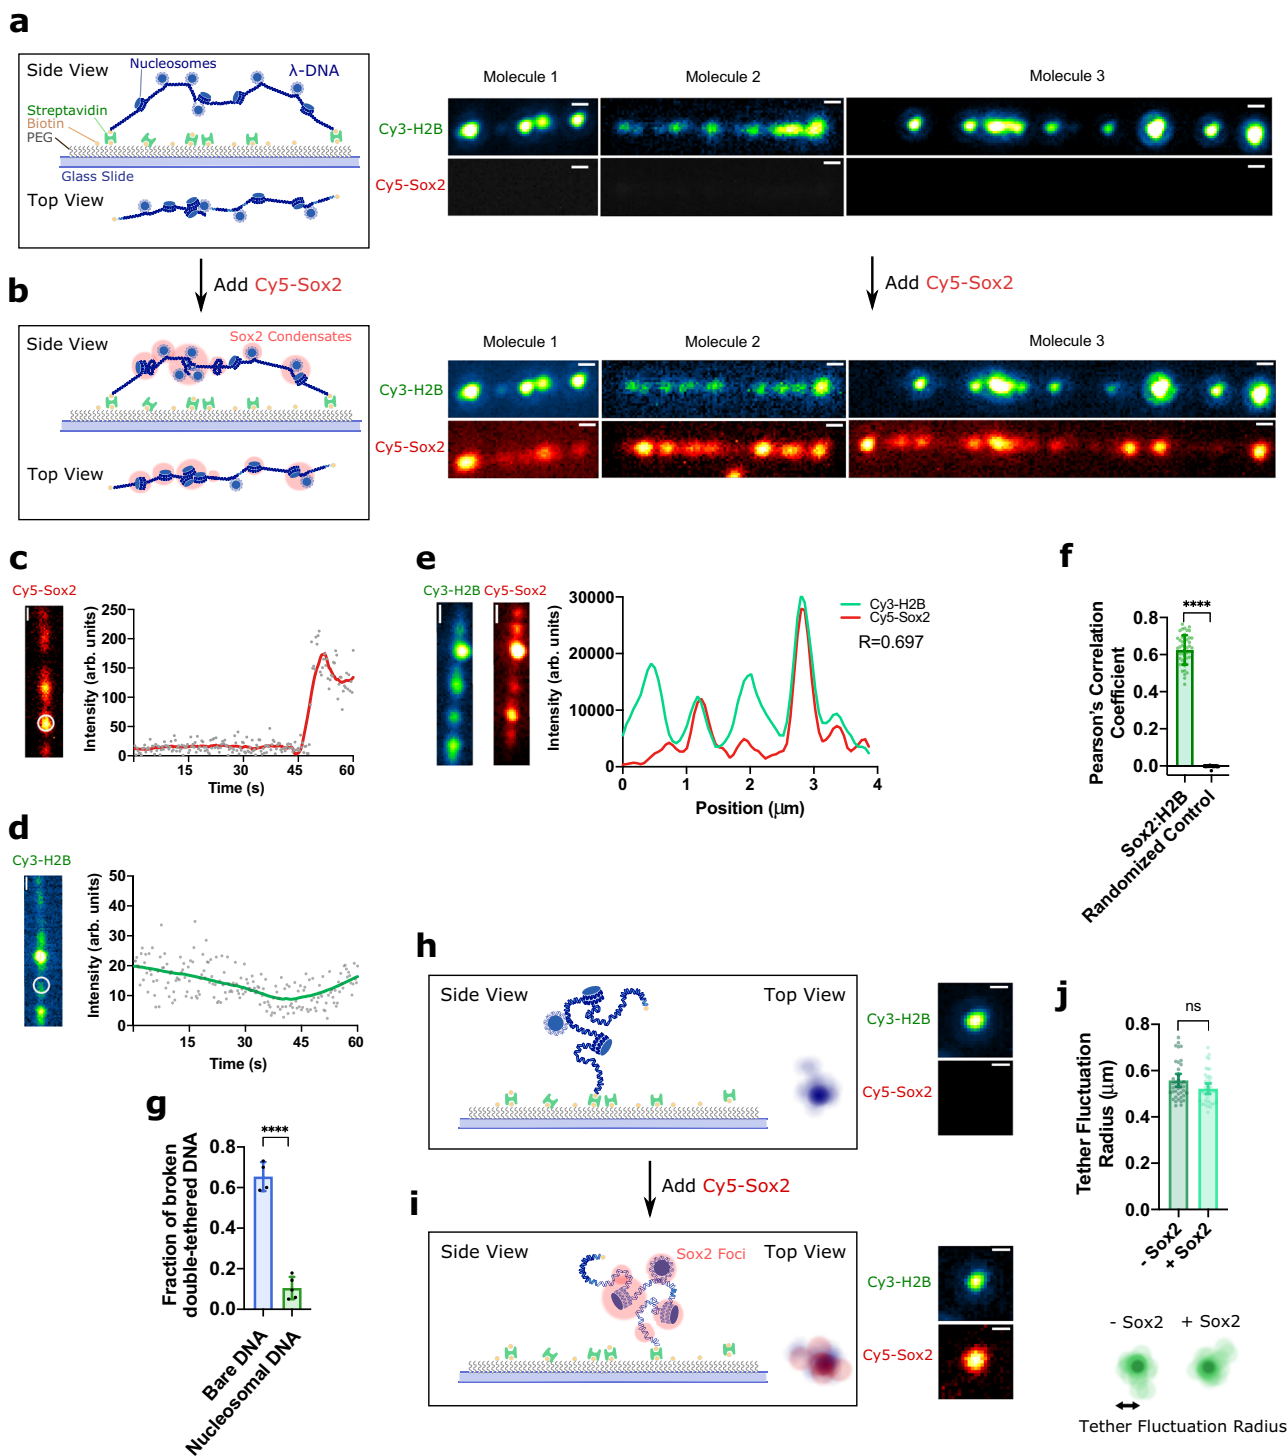 a
Side View
Nucleosomes
λ-DNA
Streptavidin
Biotin
PEG
Glass Slide
Top View
Molecule 1
Molecule 2
Molecule 3
Cy3-H2B
Cy5-Sox2
Add Cy5-Sox2
Add Cy5-Sox2
b
Side View
Sox2 Condensates
Top View
Molecule 1
Molecule 2
Molecule 3
Cy3-H2B
Cy5-Sox2
c
Cy5-Sox2
Intensity (arb. units)
250
200
150
100
50
0
15
30
45
60
Time (s)
d
Cy3-H2B
Intensity (arb. units)
50
40
30
20
10
0
15
30
45
60
Time (s)
e
Cy3-H2B
Cy5-Sox2
Intensity (arb. units)
30000
20000
10000
0
0
1
2
3
4
Position (μm)
Cy3-H2B
Cy5-Sox2
R=0.697
f
Pearson's Correlation
Coefficient
0.8
0.6
0.4
0.2
0.0
****
Sox2:H2B
Randomized Control
g
Fraction of broken
double-tethered DNA
0.8
0.6
0.4
0.2
0.0
****
Bare DNA
Nucleosomal DNA
h
Side View
Top View
Cy3-H2B
Cy5-Sox2
Add Cy5-Sox2
i
Side View
Sox2 Foci
Top View
Cy3-H2B
Cy5-Sox2
j
Tether Fluctuation
Radius (μm)
0.8
0.6
0.4
0.2
0.0
ns
- Sox2
+ Sox2
- Sox2
+ Sox2
Tether Fluctuation Radius